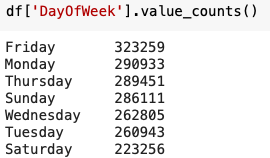 df['DayOfWeek'].value_counts()
Friday 323259
Monday 290933
Thursday 289451
Sunday 286111
Wednesday 262805
Tuesday 260943
Saturday 223256